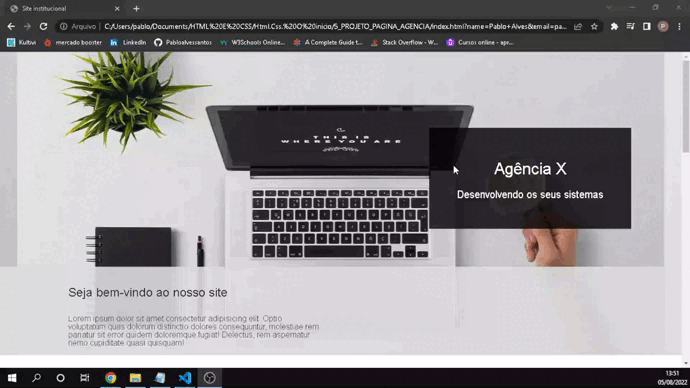 Site institucional
Arquivo
C:/Users/pablo/Documents/HTML%20E%20CSS/Html.Css.%20O%20inicio/5_PROJETO_PAGINA_AGENCIA/index.html?name=Pablo+Alves&email=pa...
Kultivi
mercado booster
LinkedIn
Pabloalvessantos
W3Schools Online...
A Complete Guide t...
Stack Overflow - W...
Cursos online - apr...
THIS IS
WHERE YOU ARE
Agência X
Desenvolvendo os seus sistemas
Seja bem-vindo ao nosso site
Lorem ipsum dolor sit amet consectetur adipisicing elit. Optio
voluptatum quas dolorum distinctio dolores consequuntur, molestiae rem
pariatur sit error quidem doloremque fugiat! Delectus, rem aspernatur
nemo cupiditate quasi quisquam!
13:51
05/08/2022